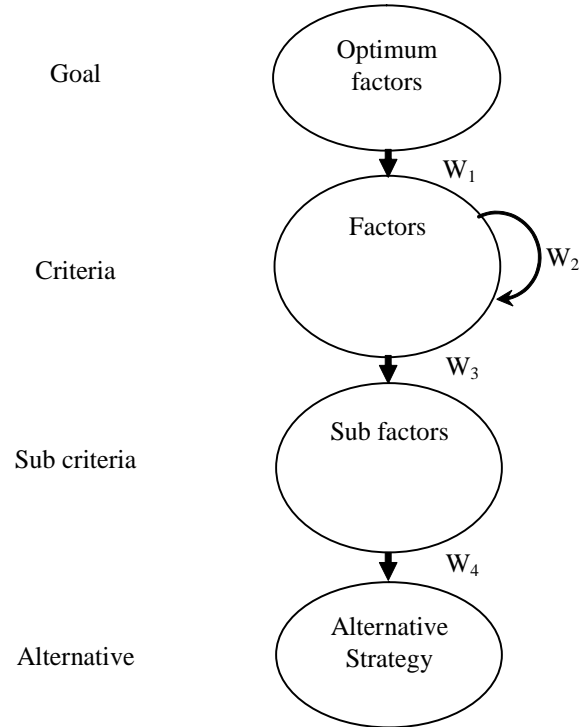 Goal
Optimum
factors
W₁
Factors
Criteria
W₂
W₃
Sub factors
Sub criteria
W₄
Alternative
Alternative
Strategy